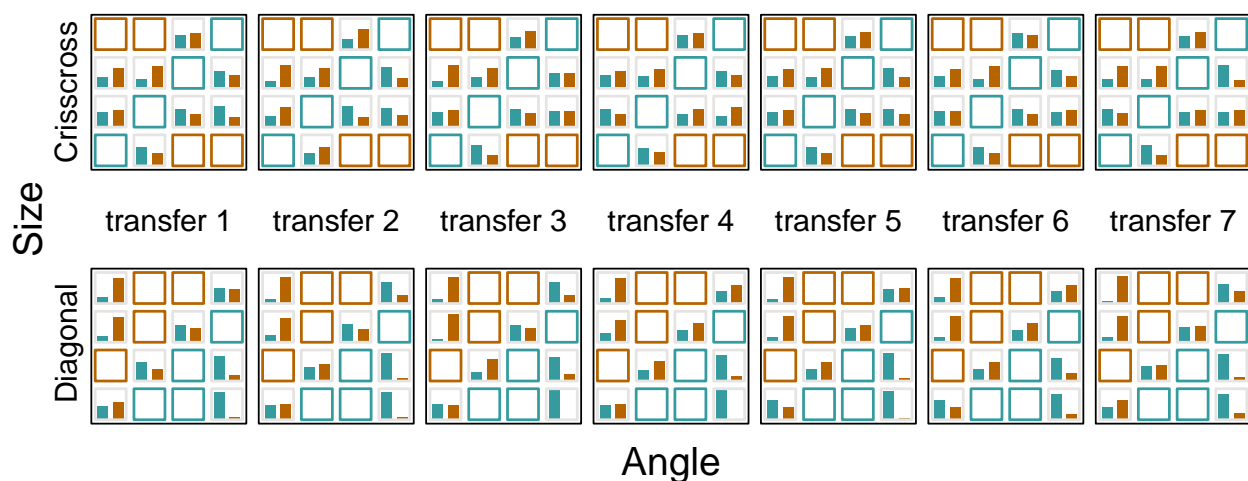 Crisscross
Size
transfer 1 transfer 2 transfer 3 transfer 4 transfer 5 transfer 6 transfer 7
Diagonal
Angle